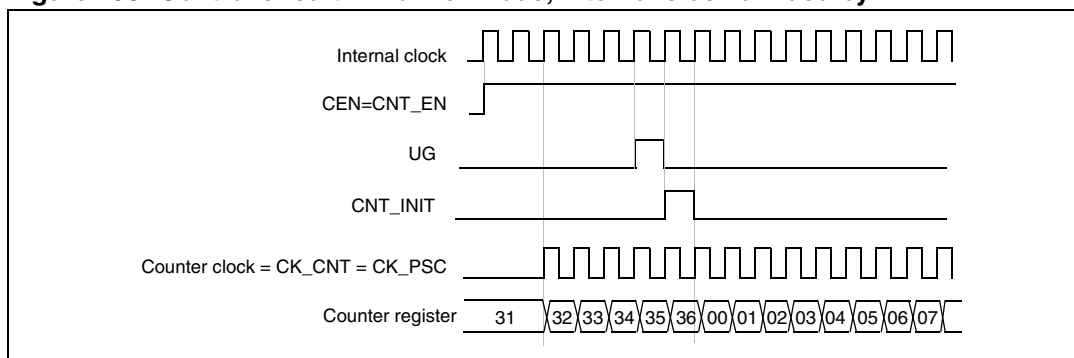 Internal clock
CEN=CNT_EN
UG
CNT_INIT
Counter clock = CK_CNT = CK_PSC
Counter register 31 32 33 34 35 36 00 01 02 03 04 05 06 07